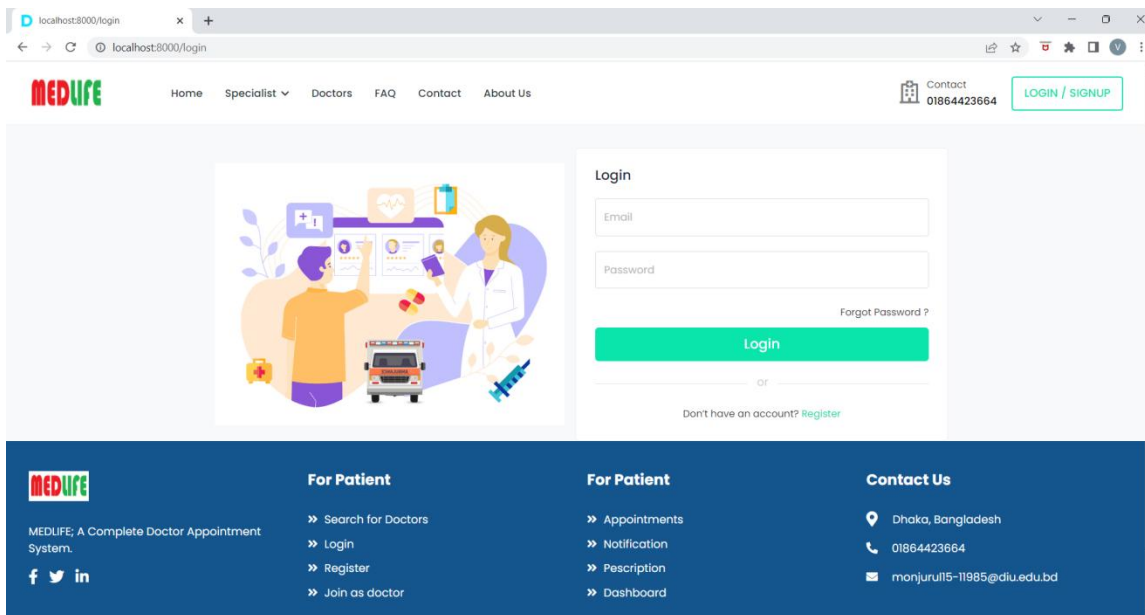 localhost:8000/login
localhost:8000/login
V
MEDLIFE
Home Specialist Doctors FAQ Contact About Us
Contact
01864423664
LOGIN / SIGNUP
Login
Email
Password
Forgot Password ?
Login
or
Don't have an account? Register
MEDLIFE
MEDLIFE; A Complete Doctor Appointment
System.
For Patient
Search for Doctors
Login
Register
Join as doctor
For Patient
Appointments
Notification
Pescription
Dashboard
Contact Us
Dhaka, Bangladesh
01864423664
monjurul15-11985@diu.edu.bd